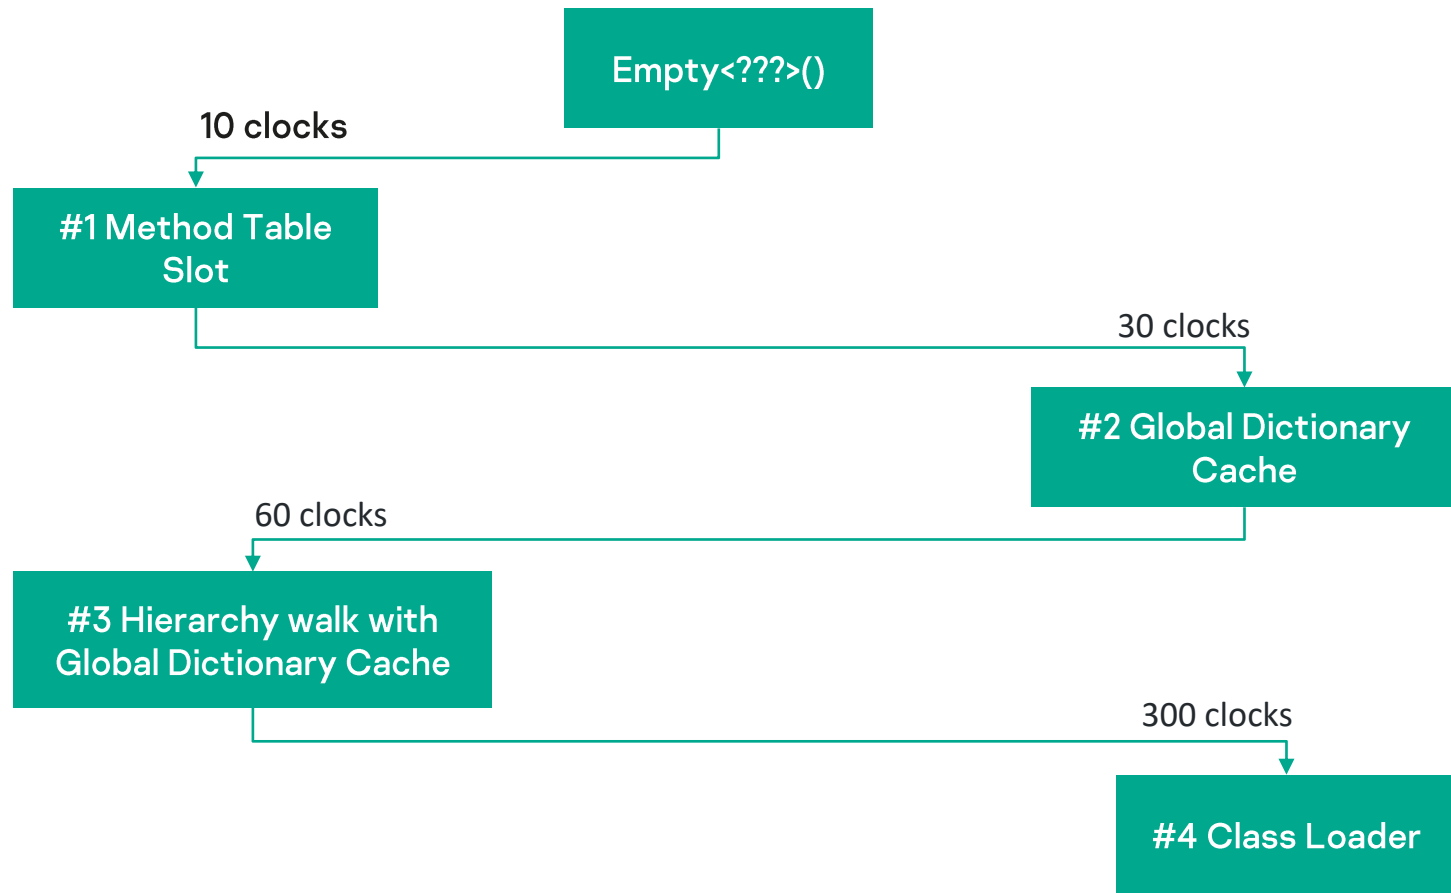 Empty<???>()
10 clocks
#1 Method Table
Slot
30 clocks
#2 Global Dictionary
Cache
60 clocks
#3 Hierarchy walk with
Global Dictionary Cache
300 clocks
#4 Class Loader